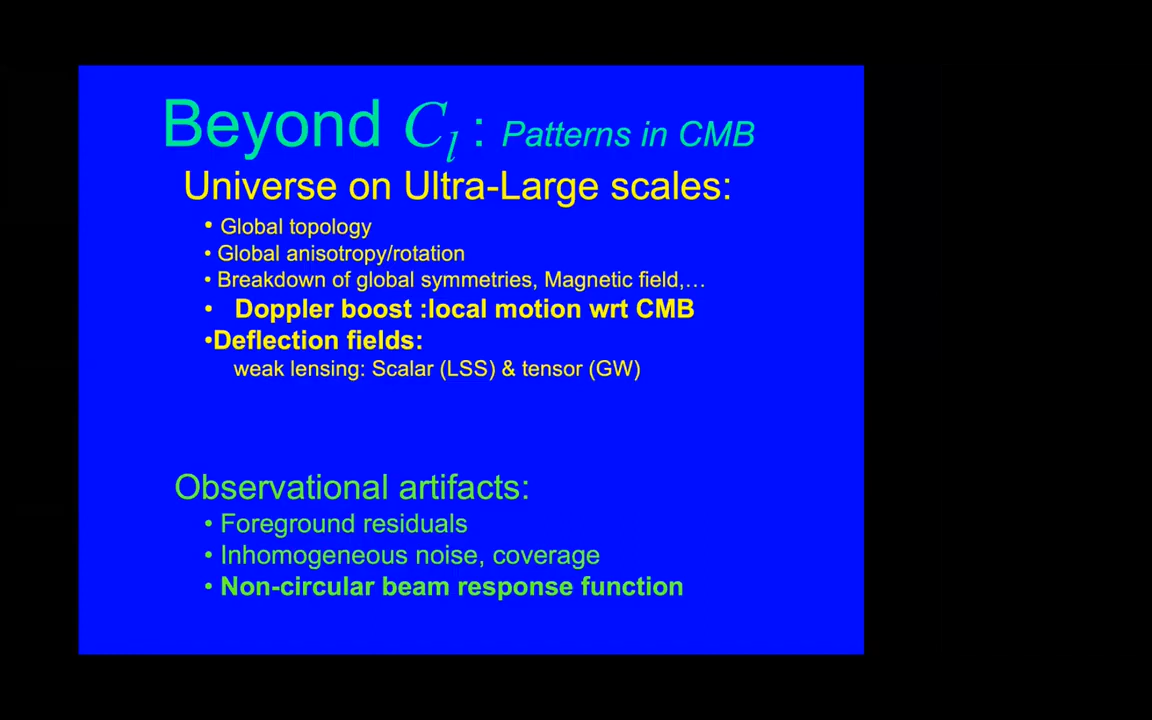 Beyond C_l : Patterns in CMB
Universe on Ultra-Large scales:
• Global topology
• Global anisotropy/rotation
• Breakdown of global symmetries, Magnetic field,…
• Doppler boost :local motion wrt CMB
•Deflection fields:
weak lensing: Scalar (LSS) & tensor (GW)
Observational artifacts:
• Foreground residuals
• Inhomogeneous noise, coverage
• Non-circular beam response function